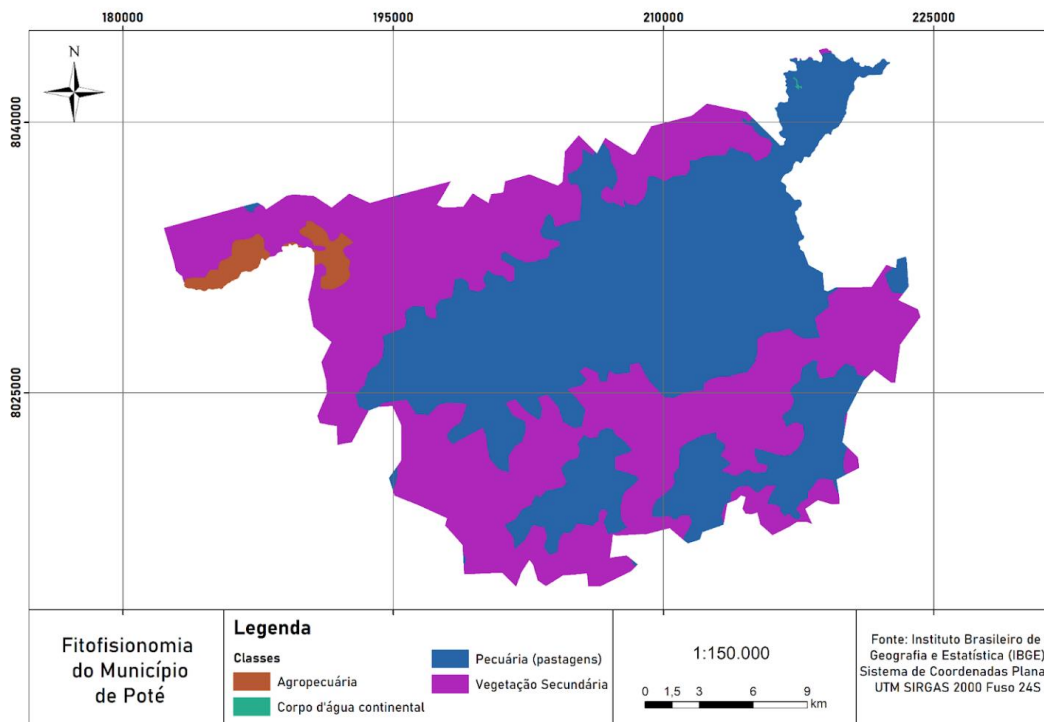 180000
195000
210000
225000
N
8040000
8025000
Fitofisionomia
do Município
de Poté
Legenda
Classes
Agropecuária
Corpo d'água continental
Pecuária (pastagens)
Vegetação Secundária
1:150.000
0 1,5 3 6 9
km
Fonte: Instituto Brasileiro de
Geografia e Estatística (IBGE)
Sistema de Coordenadas Plana
UTM SIRGAS 2000 Fuso 24S